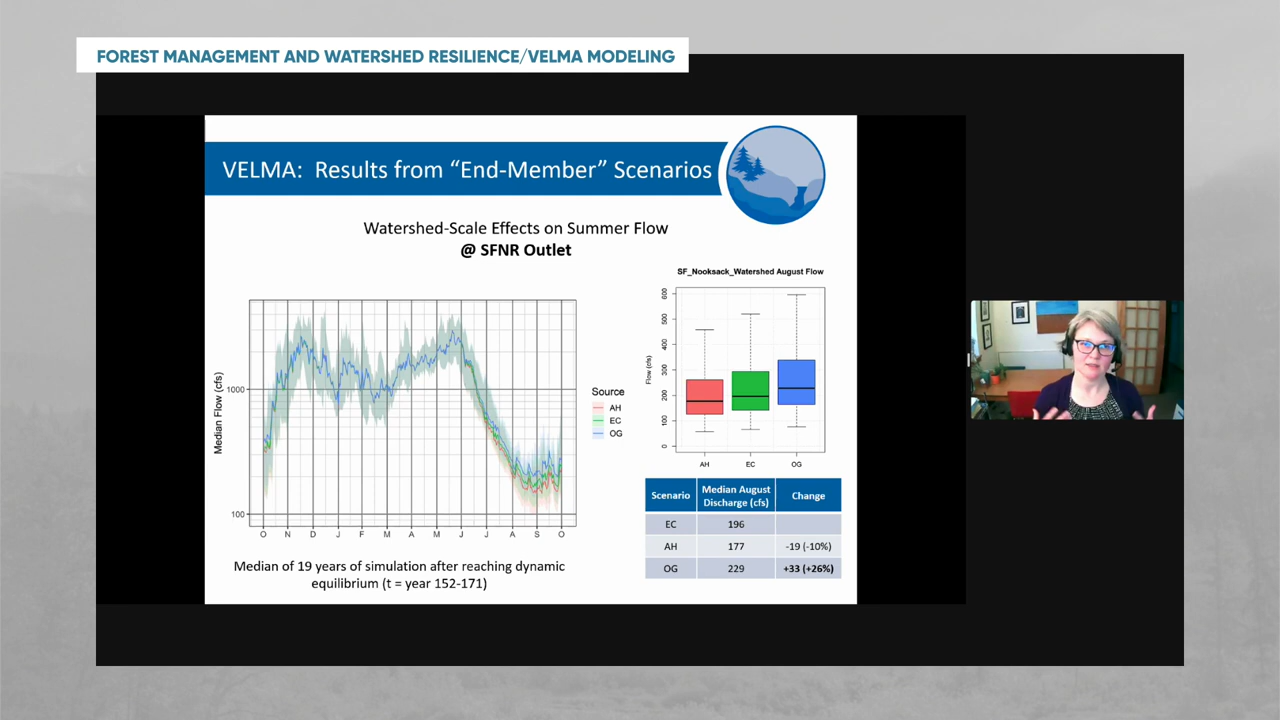 FOREST MANAGEMENT AND WATERSHED RESILIENCE/VELMA MODELING
VELMA: Results from “End-Member” Scenarios
Watershed-Scale Effects on Summer Flow
@ SFNR Outlet
Median Flow (cfs)
1000
100
O N D J F M A M J J A S O
Source
AH
EC
OG
Median of 19 years of simulation after reaching dynamic
equilibrium (t = year 152-171)
SF_Nooksack_Watershed August Flow
Flow (cfs)
600
500
400
300
200
100
0
AH EC OG
Scenario Median August Discharge (cfs) Change
EC 196
AH 177 -19 (-10%)
OG 229 +33 (+26%)